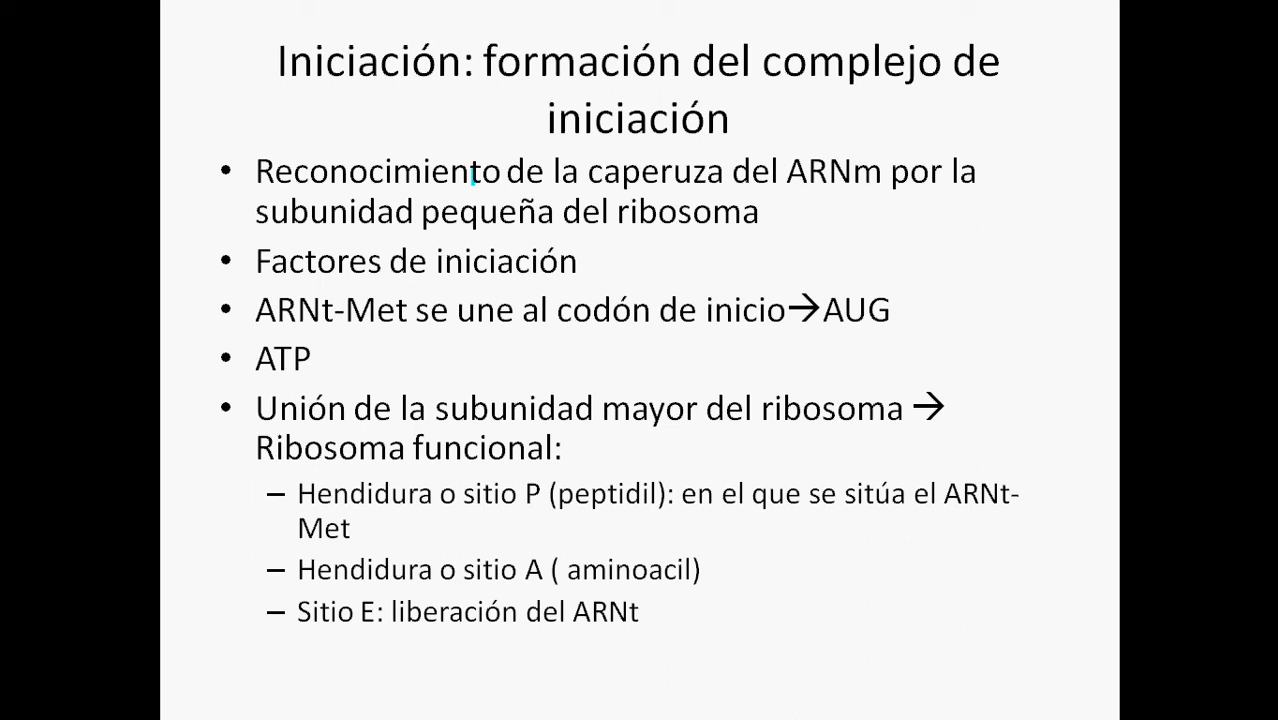 Iniciación: formación del complejo de
iniciación
• Reconocimiento de la caperuza del ARNm por la
subunidad pequeña del ribosoma
• Factores de iniciación
• ARNt-Met se une al codón de inicio→AUG
• ATP
• Unión de la subunidad mayor del ribosoma →
Ribosoma funcional:
– Hendidura o sitio P (peptidil): en el que se sitúa el ARNt-
Met
– Hendidura o sitio A ( aminoacil)
– Sitio E: liberación del ARNt